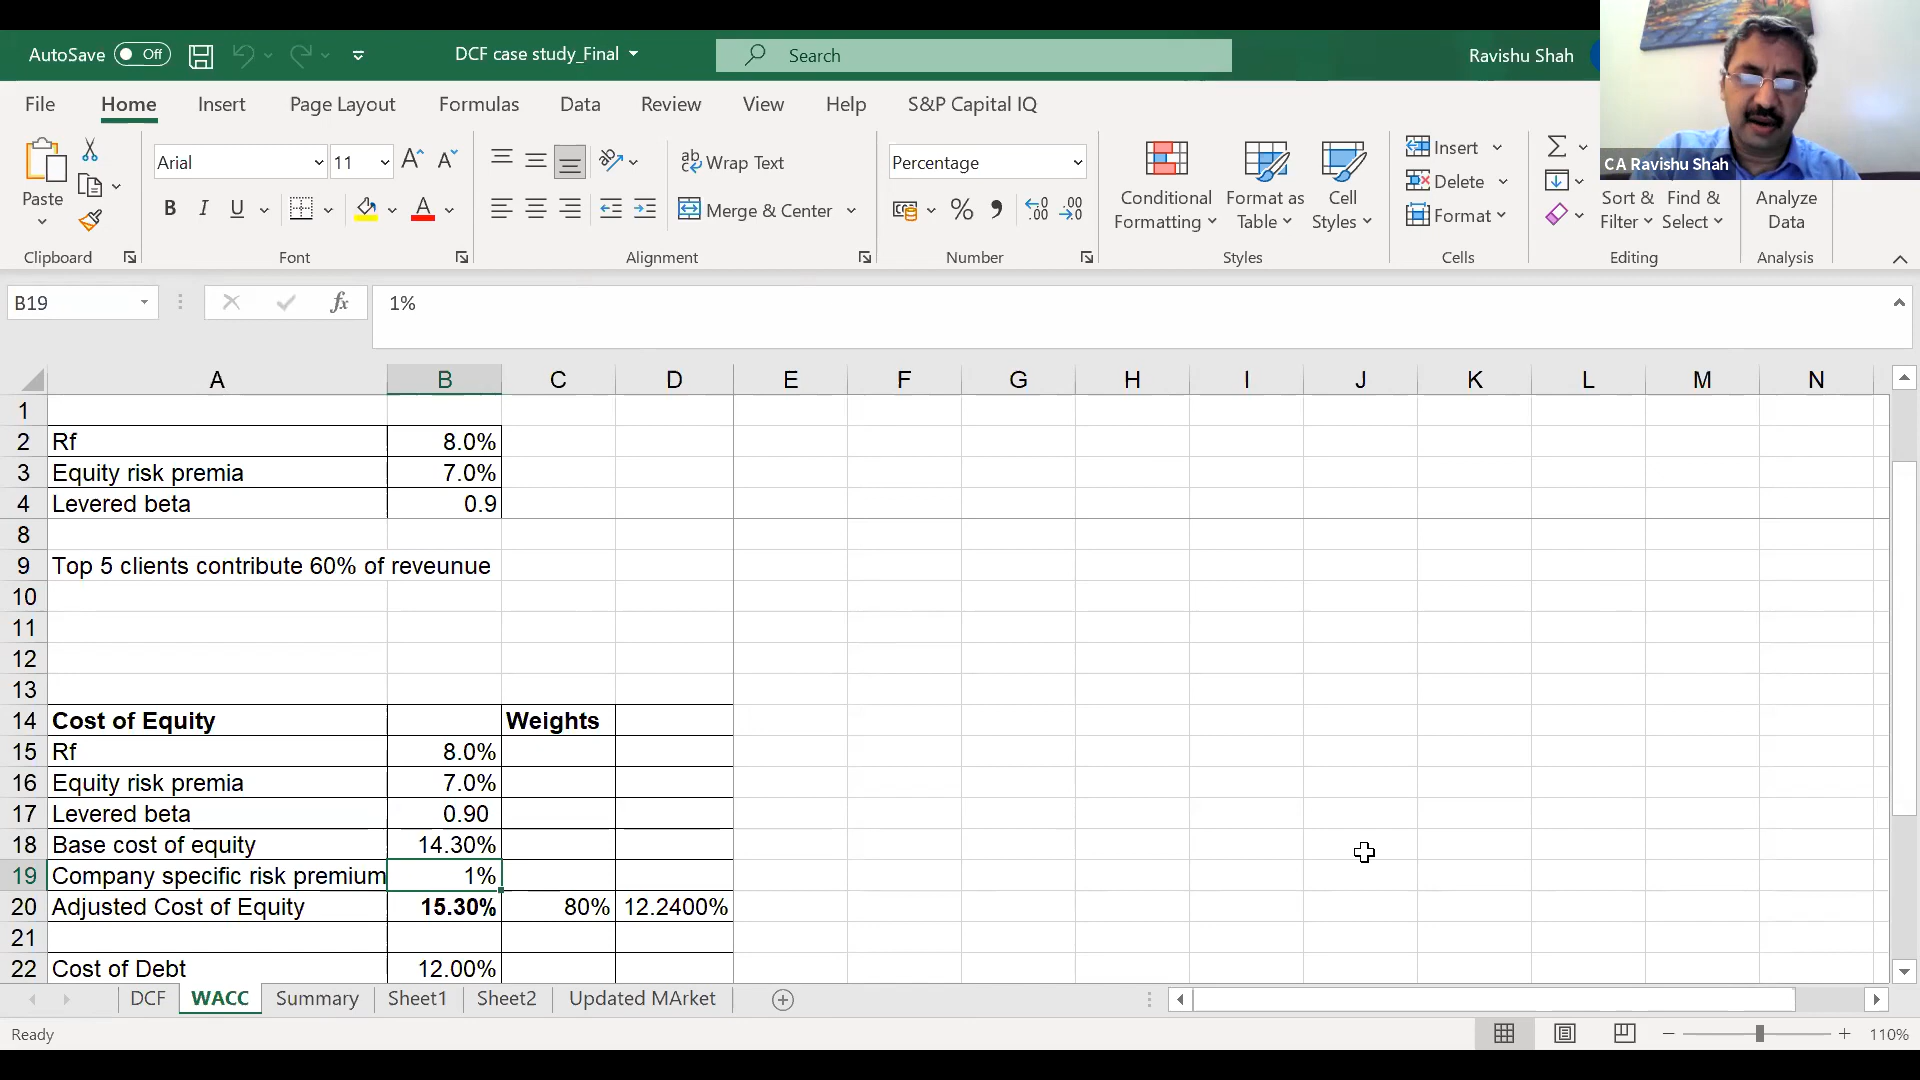 AutoSave Off DCF case study_Final Search Ravishu Shah
File Home Insert Page Layout Formulas Data Review View Help S&P Capital IQ
CA Ravishu Shah
Paste
Arial 11
B I U
A
ab Wrap Text
Merge & Center
Percentage
Conditional Formatting
Format as Table
Cell Styles
Insert
Delete
Format
Sort & Filter
Find & Select
Analyze Data
Clipboard Font Alignment Number Styles Cells Editing Analysis
B19 fx 1%
A B C D E F G H I J K L M N
1
2 Rf 8.0%
3 Equity risk premia 7.0%
4 Levered beta 0.9
8
9 Top 5 clients contribute 60% of reveunue
10
11
12
13
14 Cost of Equity Weights
15 Rf 8.0%
16 Equity risk premia 7.0%
17 Levered beta 0.90
18 Base cost of equity 14.30%
19 Company specific risk premium 1%
20 Adjusted Cost of Equity 15.30% 80% 12.2400%
21
22 Cost of Debt 12.00%
DCF WACC Summary Sheet1 Sheet2 Updated MArket
Ready 110%